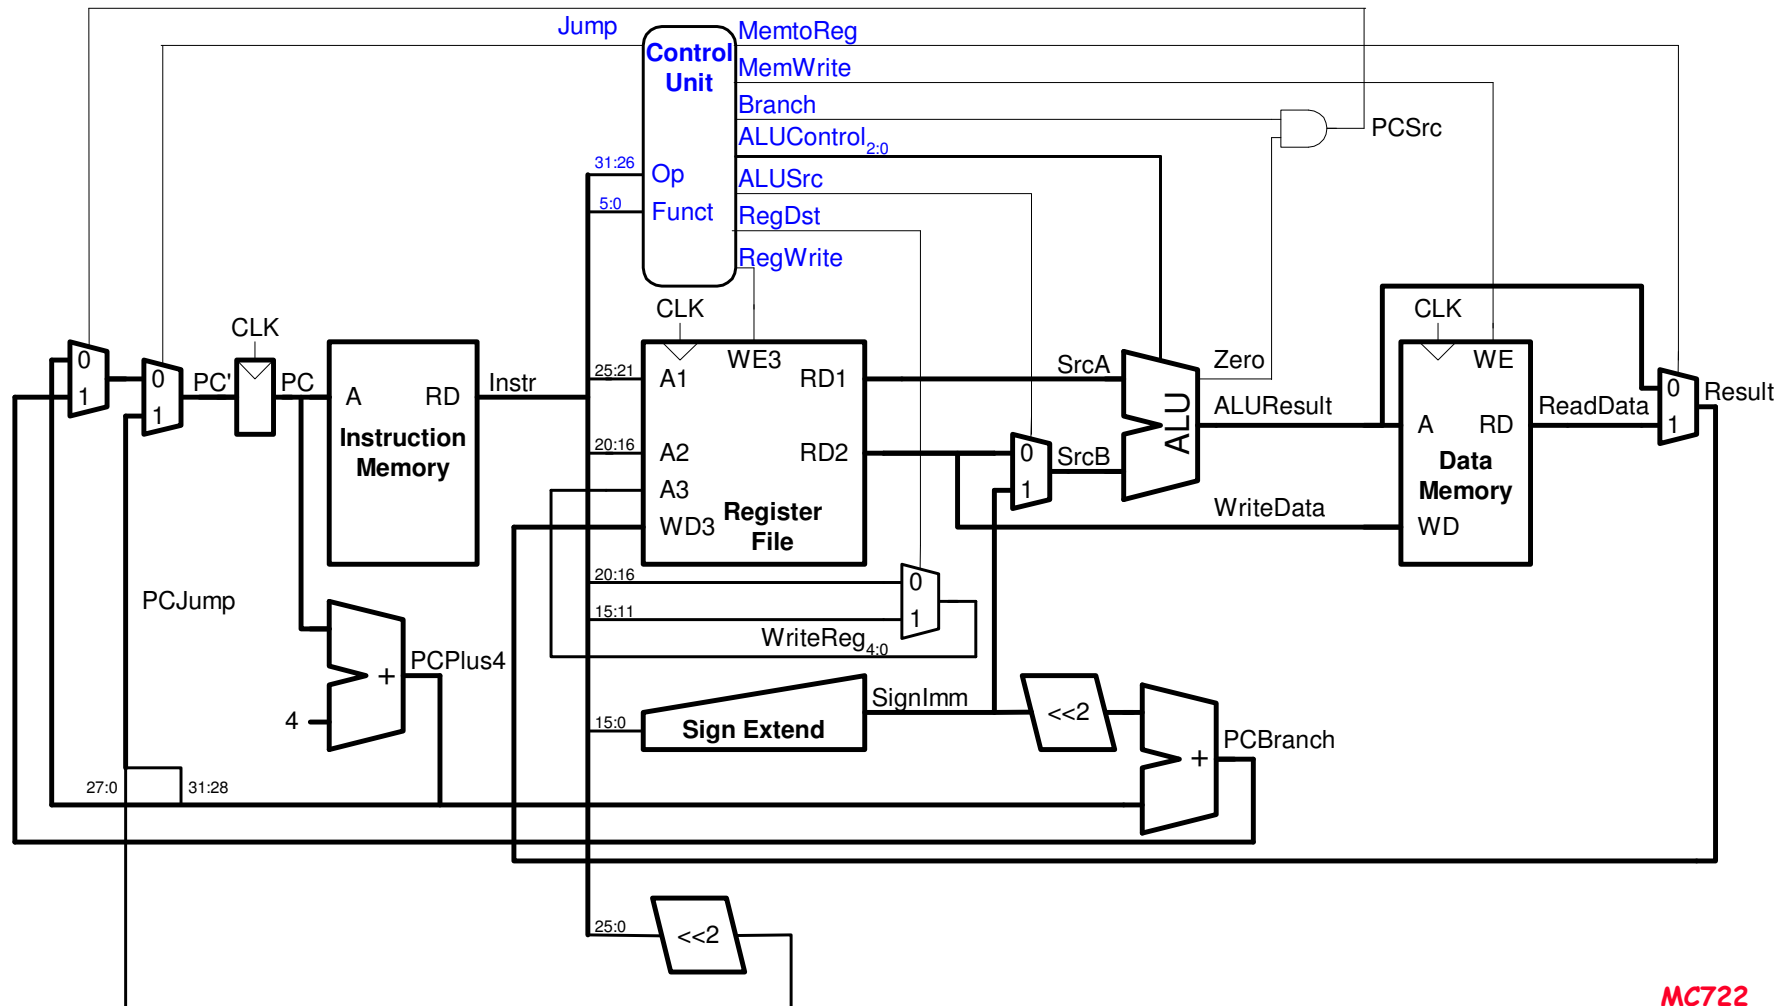 Jump
Control
Unit
MemtoReg
MemWrite
Branch
ALUControl2:0
ALUSrc
RegDst
RegWrite
PCSrc
31:26
Op
5:0
Funct
CLK
CLK
CLK
0
1
0
1
PC'
PC
A
RD
Instruction
Memory
Instr
25:21
A1
WE3
RD1
20:16
A2
RD2
A3
WD3
Register
File
SrcA
0
1
SrcB
ALU
Zero
ALUResult
WE
A
RD
Data
Memory
WD
ReadData
0
1
Result
WriteData
20:16
0
15:11
1
WriteReg4:0
PCJump
PCPlus4
+
4
15:0
Sign Extend
SignImm
<<2
+
PCBranch
27:0
31:28
25:0
<<2
MC722